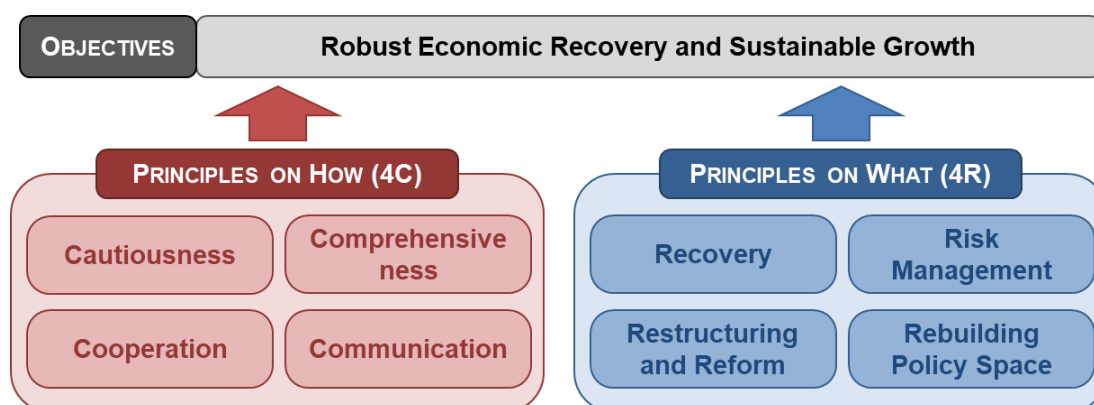 OBJECTIVES
Robust Economic Recovery and Sustainable Growth
PRINCIPLES ON HOW (4C)
PRINCIPLES ON WHAT (4R)
Cautiousness
Comprehensive
ness
Cooperation
Communication
Recovery
Risk
Management
Restructuring
and Reform
Rebuilding
Policy Space